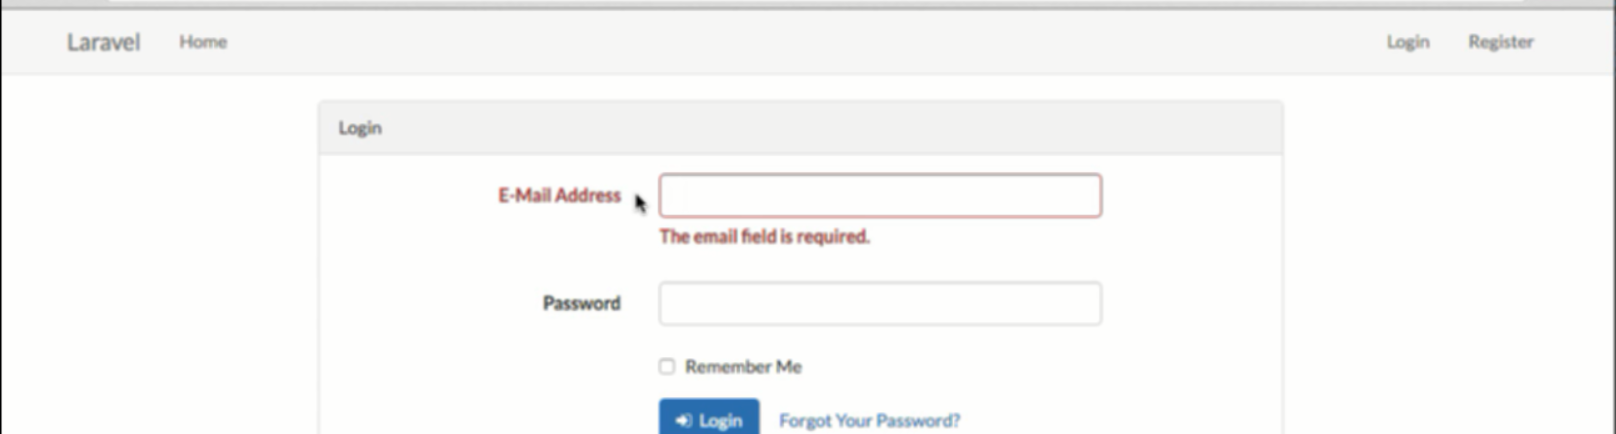 Laravel Home Login Register
Login
E-Mail Address
The email field is required.
Password
Remember Me
Login Forgot Your Password?